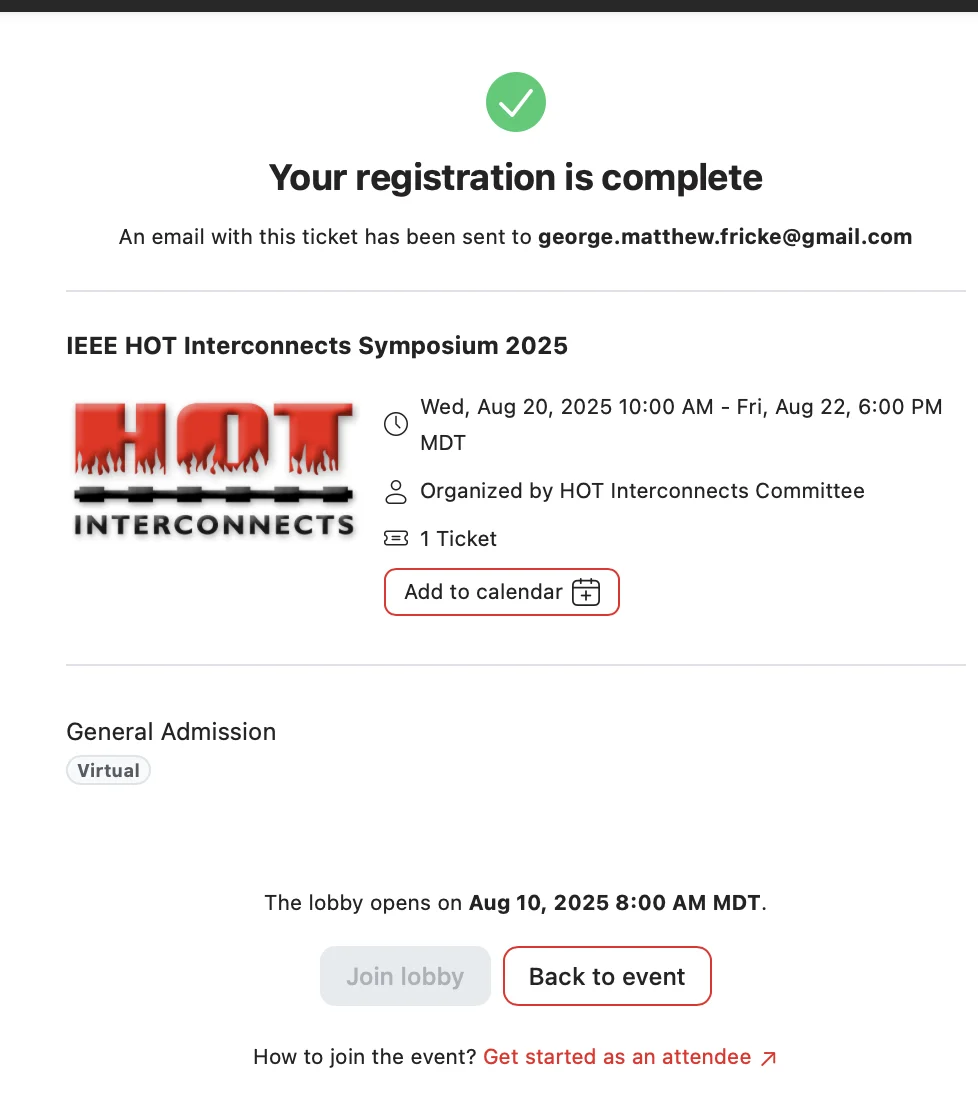 Your registration is complete
An email with this ticket has been sent to george.matthew.fricke@gmail.com
IEEE HOT Interconnects Symposium 2025
HOT
INTERCONNECTS
Wed, Aug 20, 2025 10:00 AM - Fri, Aug 22, 6:00 PM
MDT
Organized by HOT Interconnects Committee
1 Ticket
Add to calendar
General Admission
Virtual
The lobby opens on Aug 10, 2025 8:00 AM MDT.
Join lobby
Back to event
How to join the event? Get started as an attendee